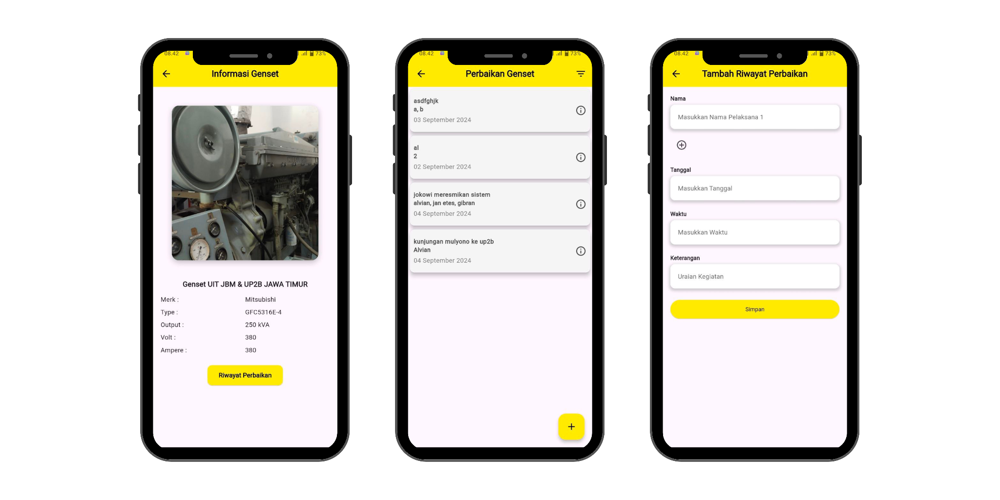 08.42 73%
Informasi Genset
MITSUBISHI
Genset UIT JBM & UP2B JAWA TIMUR
Merk : Mitsubishi
Type : GFC5316E-4
Output : 250 kVA
Volt : 380
Ampere : 380
Riwayat Perbaikan
08.42 73%
Perbaikan Genset
asdfghjk
a, b
03 September 2024
al
2
02 September 2024
jokowi meresmikan sistem
alvian, jan etes, gibran
04 September 2024
kunjungan mulyono ke up2b
Alvian
04 September 2024
08.42 73%
Tambah Riwayat Perbaikan
Nama
Masukkan Nama Pelaksana 1
Tanggal
Masukkan Tanggal
Waktu
Masukkan Waktu
Keterangan
Uraian Kegiatan
Simpan